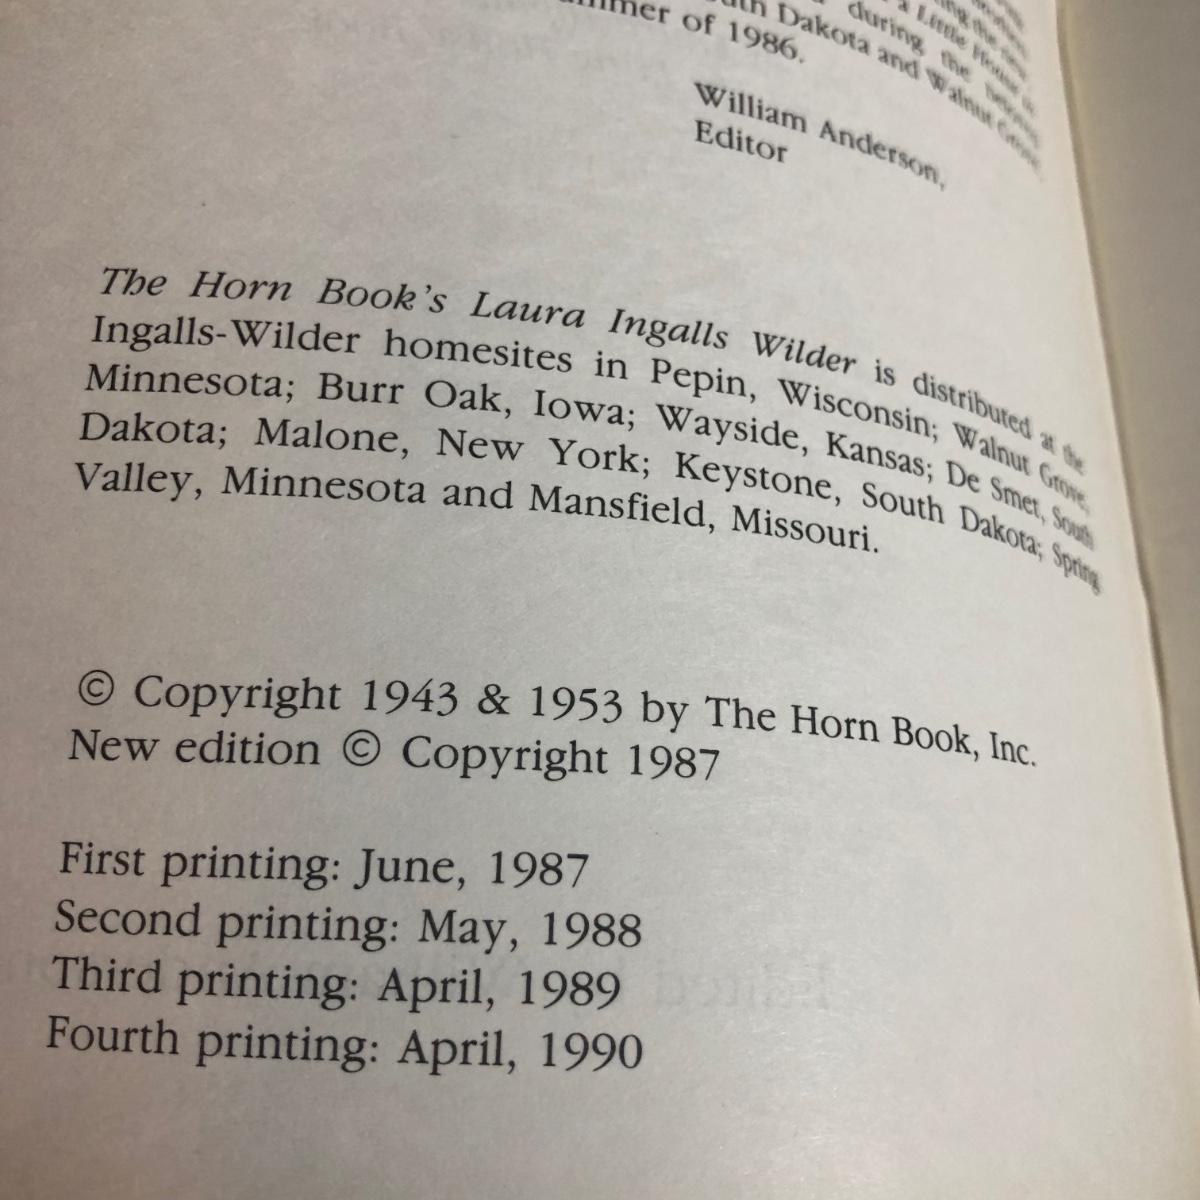 a Little House
during the
South Dakota and Walnut Grove
summer of 1986.
William Anderson,
Editor
The Horn Book's Laura Ingalls Wilder is distributed at the
Ingalls-Wilder homesites in Pepin, Wisconsin; Walnut Grove,
Minnesota; Burr Oak, Iowa; Wayside, Kansas; De Smet, South
Dakota; Malone, New York; Keystone, South Dakota; Spring
Valley, Minnesota and Mansfield, Missouri.
© Copyright 1943 & 1953 by The Horn Book, Inc.
New edition © Copyright 1987
First printing: June, 1987
Second printing: May, 1988
Third printing: April, 1989
Fourth printing: April, 1990